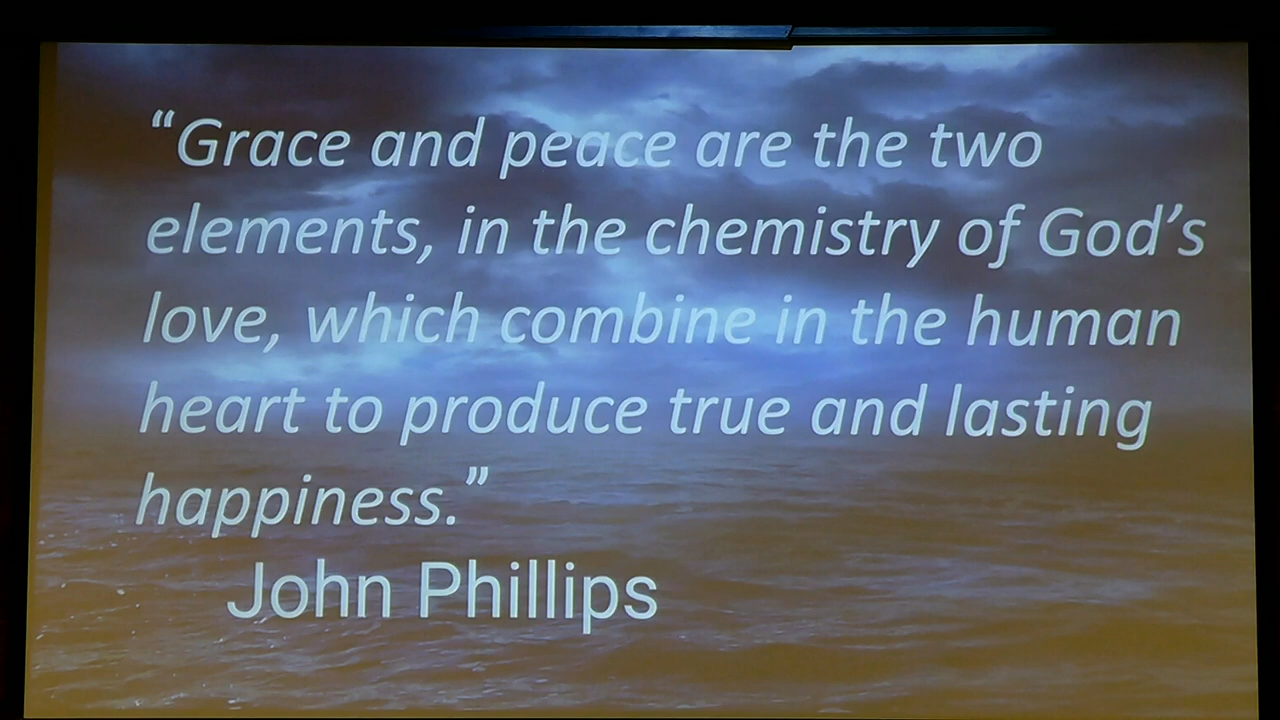 “Grace and peace are the two
elements, in the chemistry of God’s
love, which combine in the human
heart to produce true and lasting
happiness.”
John Phillips